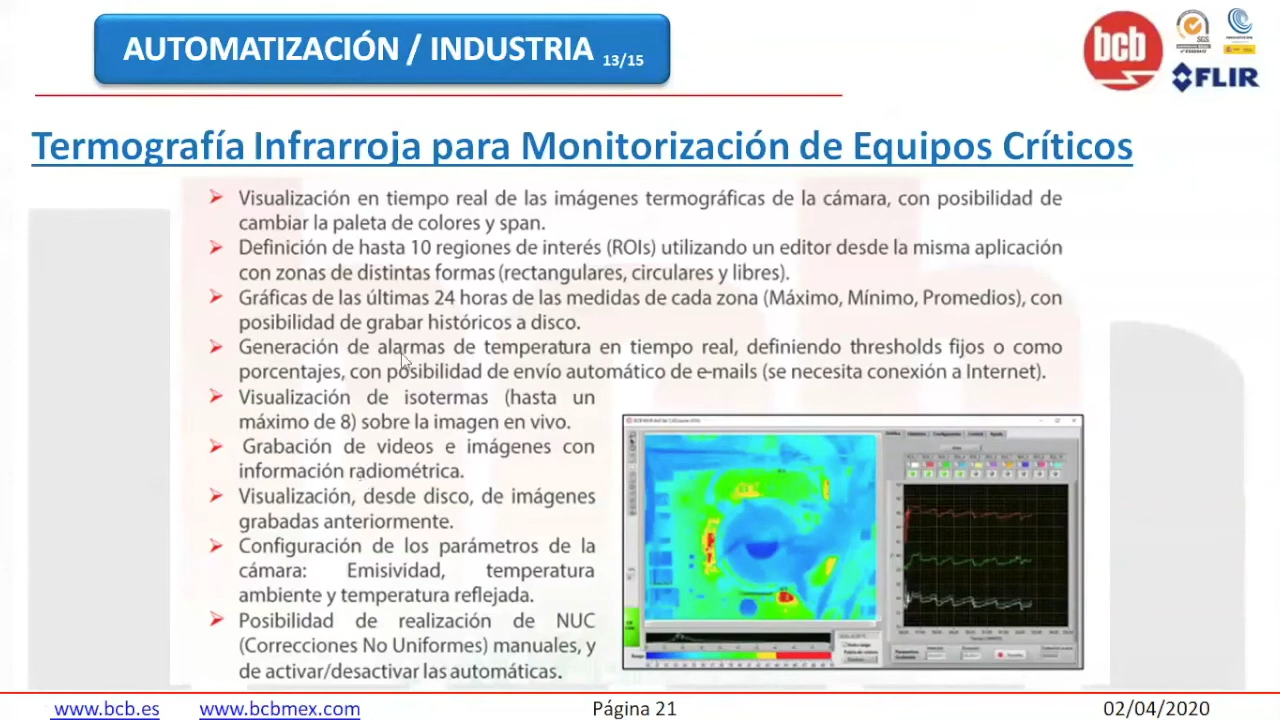 AUTOMATIZACIÓN / INDUSTRIA 13/15
bcb
SGS
FLIR
Termografía Infrarroja para Monitorización de Equipos Críticos
Visualización en tiempo real de las imágenes termográficas de la cámara, con posibilidad de
cambiar la paleta de colores y span.
Definición de hasta 10 regiones de interés (ROIs) utilizando un editor desde la misma aplicación
con zonas de distintas formas (rectangulares, circulares y libres).
Gráficas de las últimas 24 horas de las medidas de cada zona (Máximo, Mínimo, Promedios), con
posibilidad de grabar históricos a disco.
Generación de alarmas de temperatura en tiempo real, definiendo thresholds fijos o como
porcentajes, con posibilidad de envío automático de e-mails (se necesita conexión a Internet).
Visualización de isotermas (hasta un
máximo de 8) sobre la imagen en vivo.
Grabación de videos e imágenes con
información radiométrica.
Visualización, desde disco, de imágenes
grabadas anteriormente.
Configuración de los parámetros de la
cámara: Emisividad, temperatura
ambiente y temperatura reflejada.
Posibilidad de realización de NUC
(Correcciones No Uniformes) manuales, y
de activar/desactivar las automáticas.
www.bcb.es www.bcbmex.com Página 21 02/04/2020